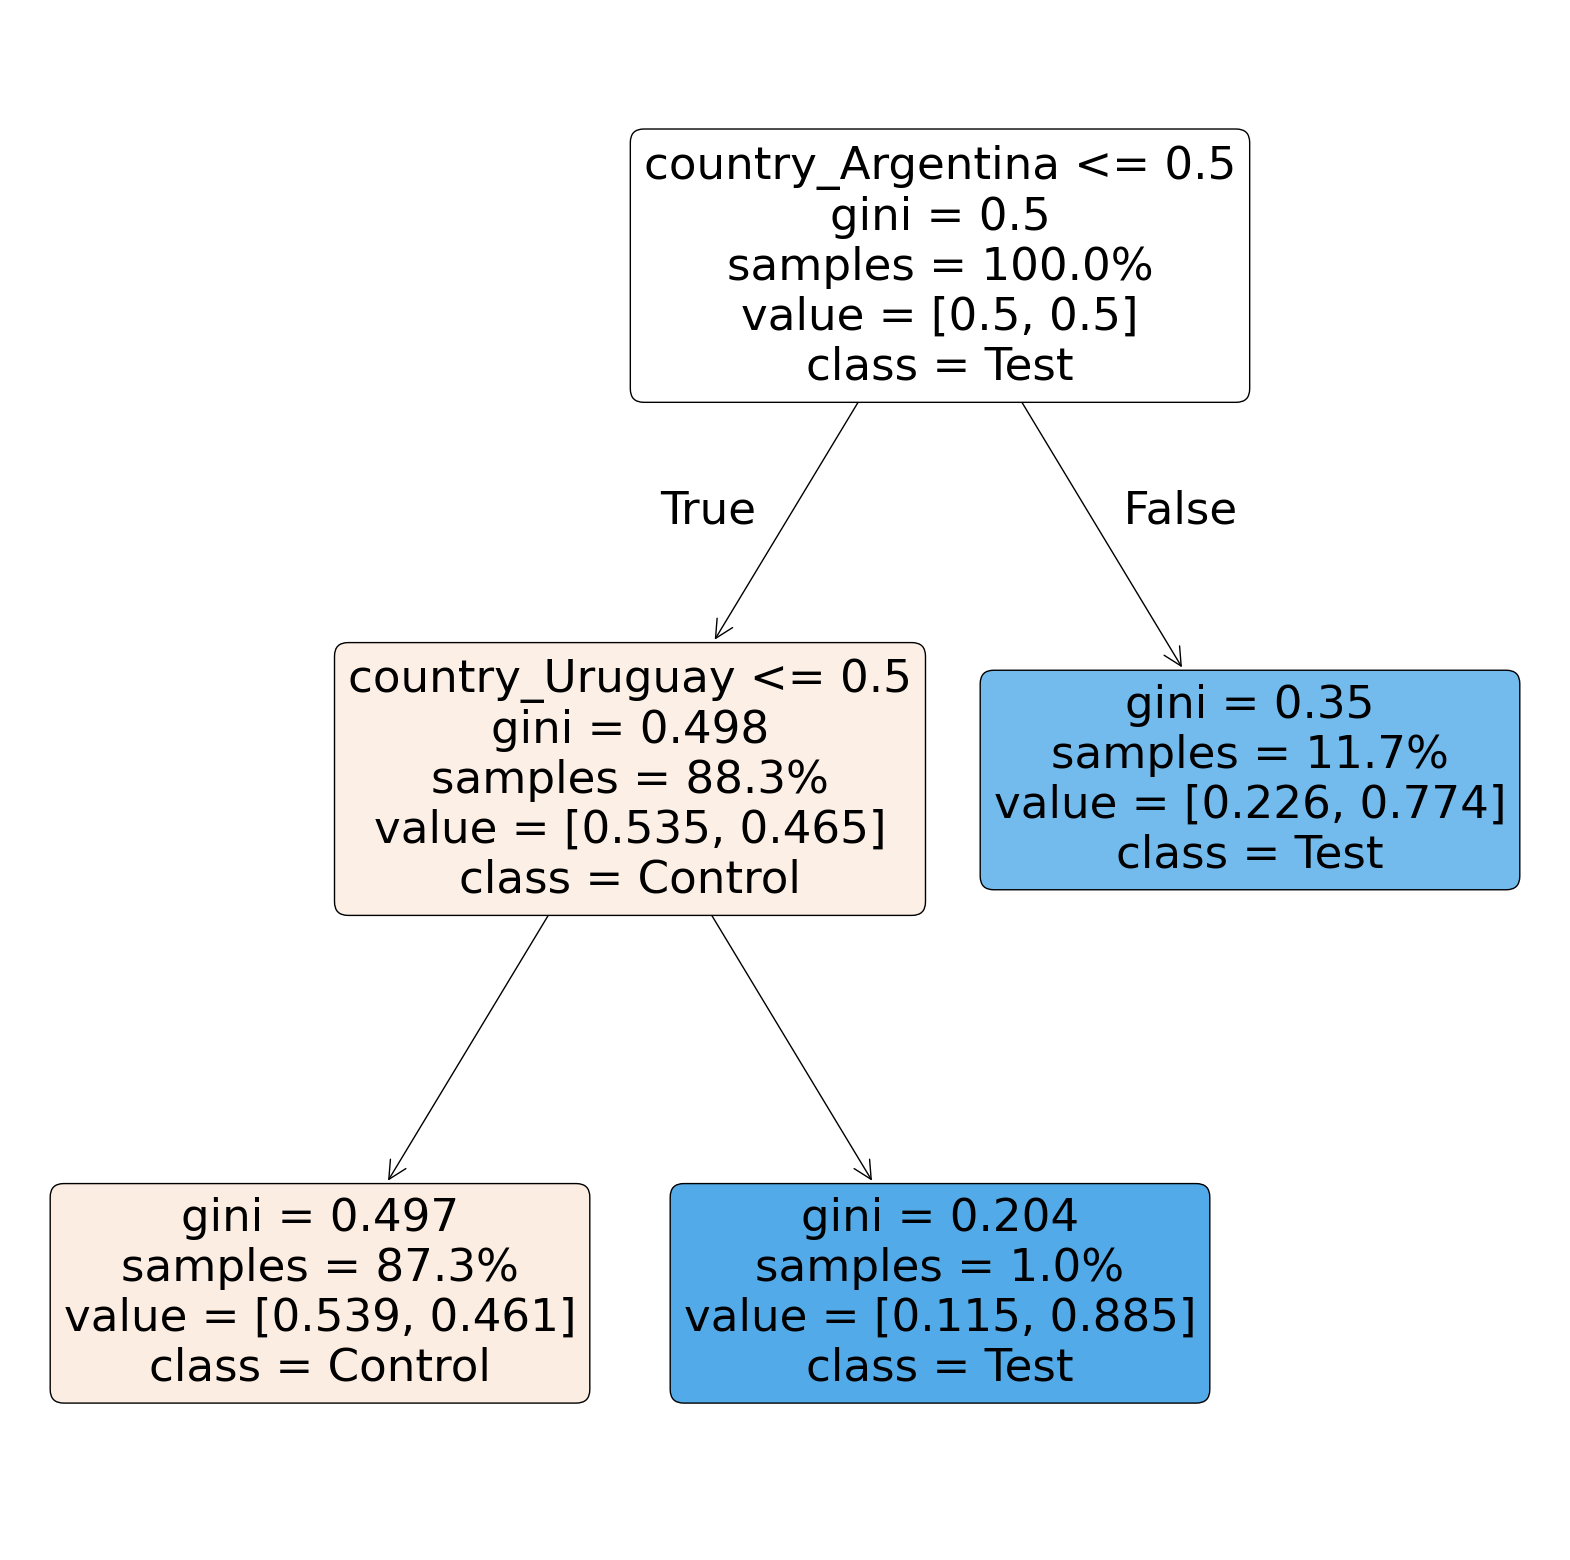 country_Argentina <= 0.5
gini = 0.5
samples = 100.0%
value = [0.5, 0.5]
class = Test
True
False
country_Uruguay <= 0.5
gini = 0.498
samples = 88.3%
value = [0.535, 0.465]
class = Control
gini = 0.35
samples = 11.7%
value = [0.226, 0.774]
class = Test
gini = 0.497
samples = 87.3%
value = [0.539, 0.461]
class = Control
gini = 0.204
samples = 1.0%
value = [0.115, 0.885]
class = Test